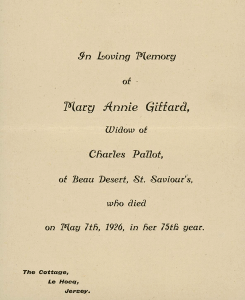 In Loving Memory
of
Mary Annie Giffard,
Widow of
Charles Pallot,
of Beau Desert, St. Saviour's,
who died
on May 7th, 1926, in her 75th year.
The Cottage,
Le Hocq,
Jersey.